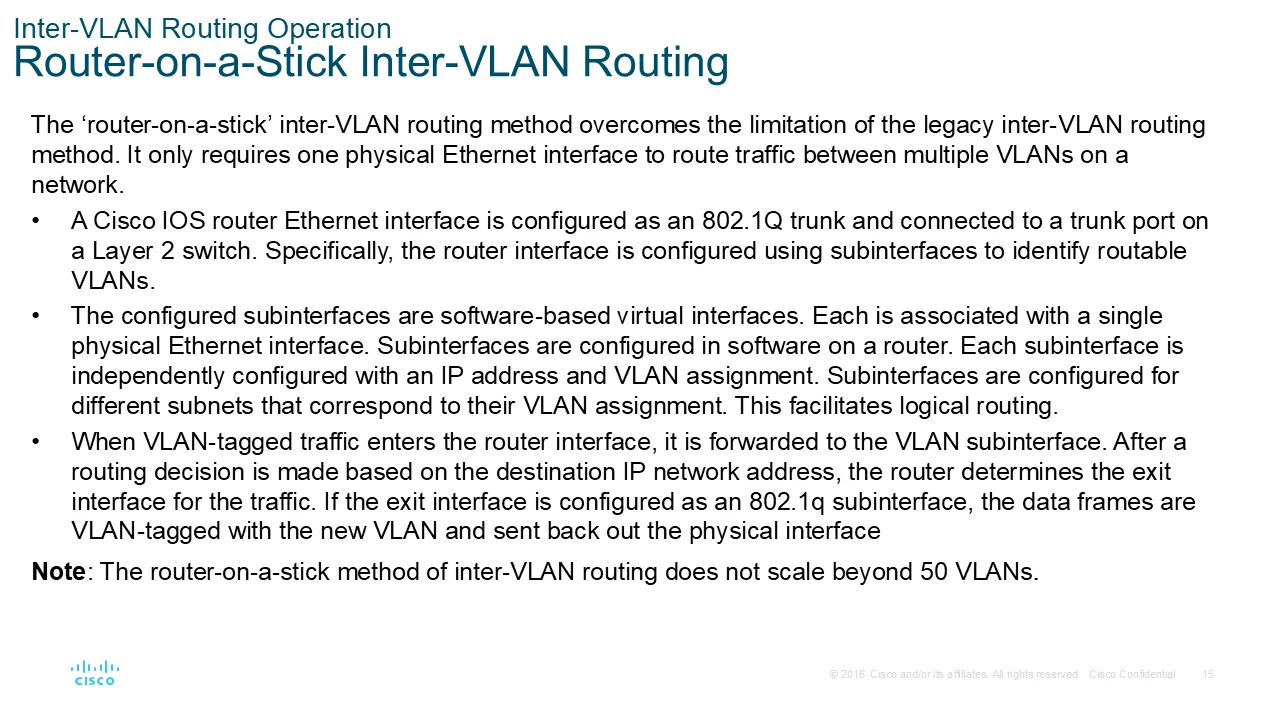 Inter-VLAN Routing Operation
Router-on-a-Stick Inter-VLAN Routing
The ‘router-on-a-stick’ inter-VLAN routing method overcomes the limitation of the legacy inter-VLAN routing
method. It only requires one physical Ethernet interface to route traffic between multiple VLANs on a
network.
• A Cisco IOS router Ethernet interface is configured as an 802.1Q trunk and connected to a trunk port on
a Layer 2 switch. Specifically, the router interface is configured using subinterfaces to identify routable
VLANs.
• The configured subinterfaces are software-based virtual interfaces. Each is associated with a single
physical Ethernet interface. Subinterfaces are configured in software on a router. Each subinterface is
independently configured with an IP address and VLAN assignment. Subinterfaces are configured for
different subnets that correspond to their VLAN assignment. This facilitates logical routing.
• When VLAN-tagged traffic enters the router interface, it is forwarded to the VLAN subinterface. After a
routing decision is made based on the destination IP network address, the router determines the exit
interface for the traffic. If the exit interface is configured as an 802.1q subinterface, the data frames are
VLAN-tagged with the new VLAN and sent back out the physical interface
Note: The router-on-a-stick method of inter-VLAN routing does not scale beyond 50 VLANs.
CISCO
© 2016 Cisco and/or its affiliates. All rights reserved. Cisco Confidential 15